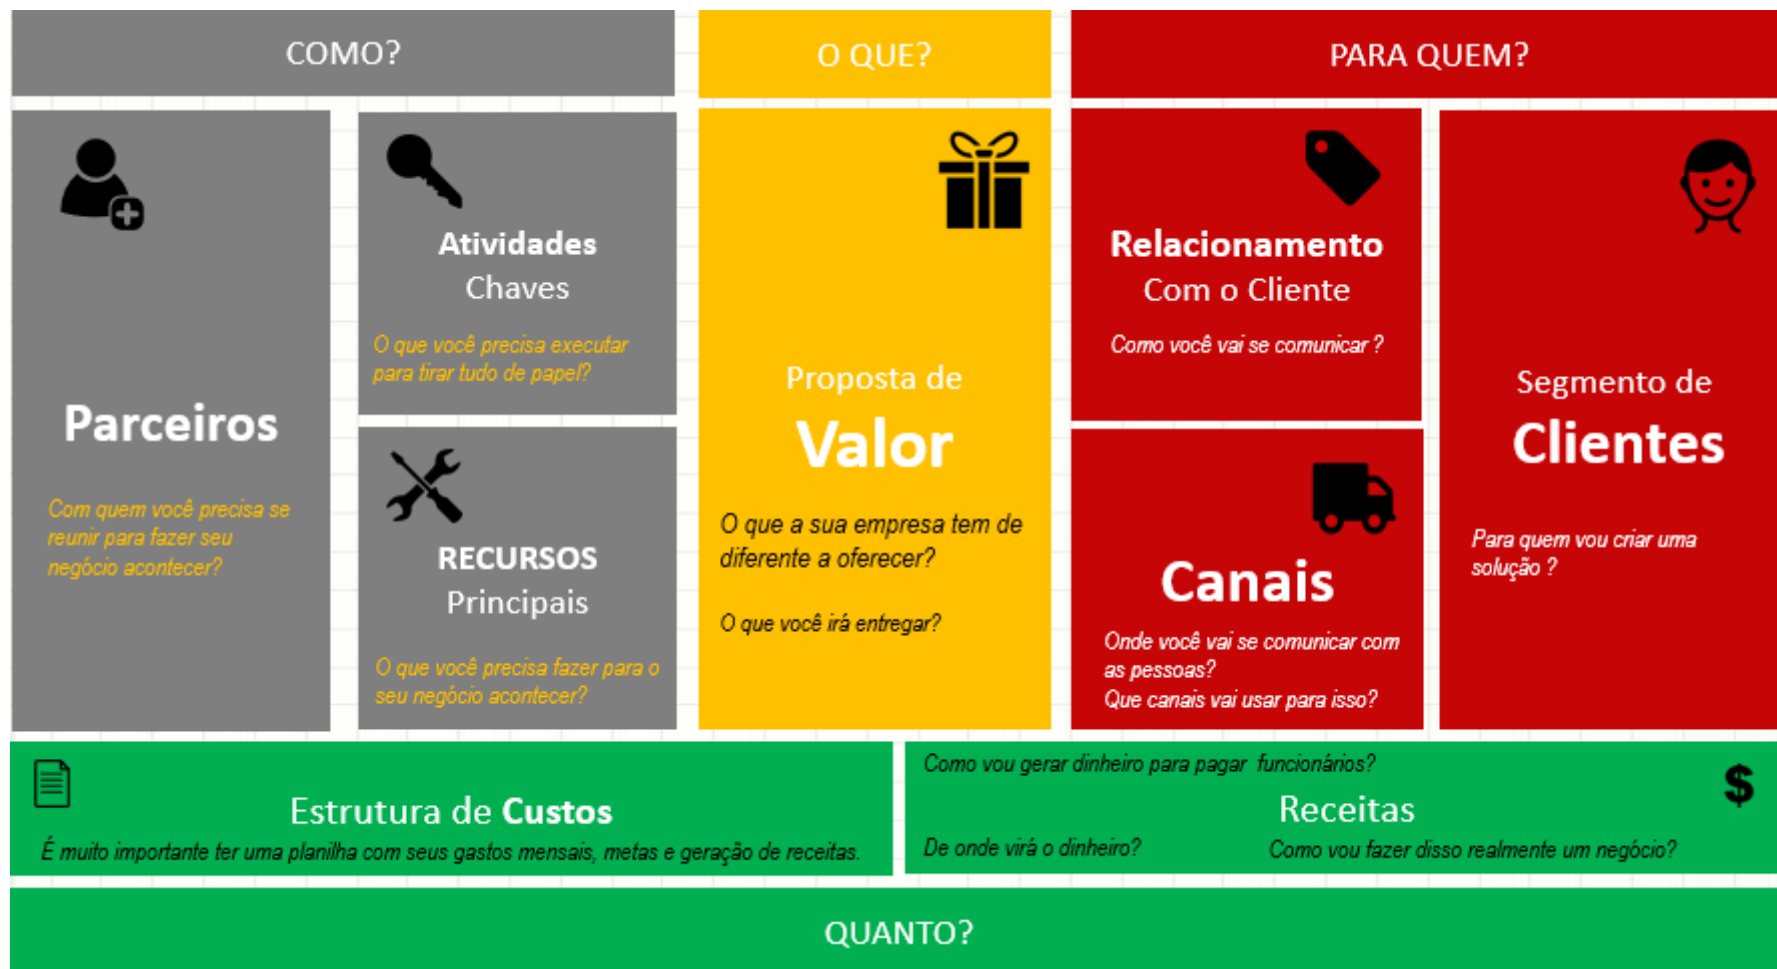 COMO?
O QUE?
PARA QUEM?
Parceiros
Com quem você precisa se
reunir para fazer seu
negócio acontecer?
Atividades
Chaves
O que você precisa executar
para tirar tudo de papel?
RECURSOS
Principais
O que você precisa fazer para o
seu negócio acontecer?
Proposta de
Valor
O que a sua empresa tem de
diferente a oferecer?
O que você irá entregar?
Relacionamento
Com o Cliente
Como você vai se comunicar ?
Canais
Onde você vai se comunicar com
as pessoas?
Que canais vai usar para isso?
Segmento de
Clientes
Para quem vou criar uma
solução ?
Estrutura de Custos
É muito importante ter uma planilha com seus gastos mensais, metas e geração de receitas.
Como vou gerar dinheiro para pagar funcionários?
$
Receitas
De onde virá o dinheiro?
Como vou fazer disso realmente um negócio?
QUANTO?